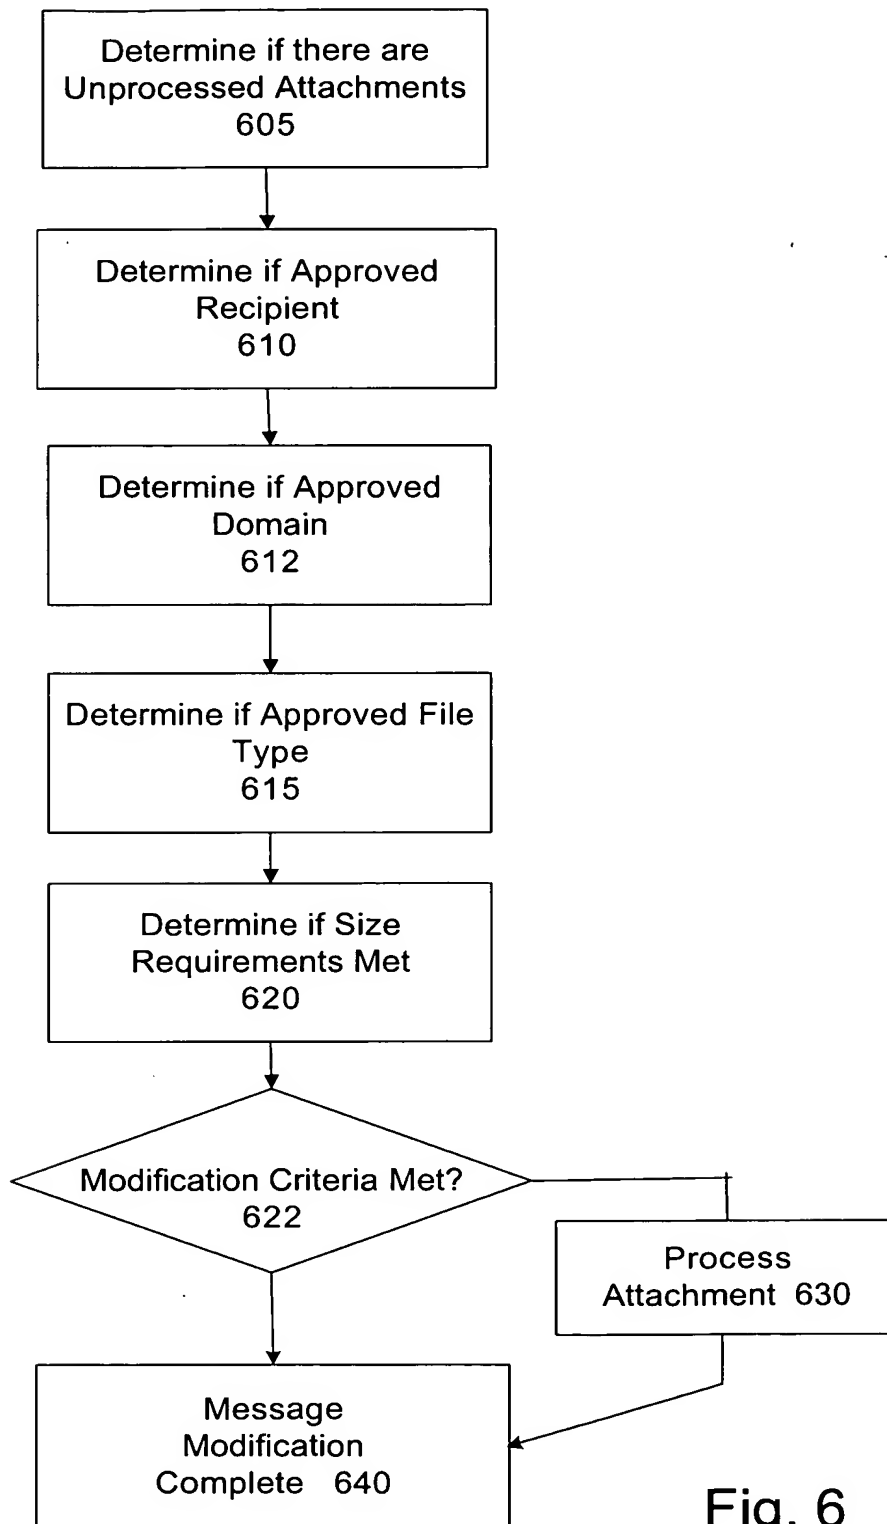 Determine if there are
Unprocessed Attachments
605
Determine if Approved
Recipient
610
Determine if Approved
Domain
612
Determine if Approved File
Type
615
Determine if Size
Requirements Met
620
Modification Criteria Met?
622
Process
Attachment 630
Message
Modification
Complete 640
Fig. 6